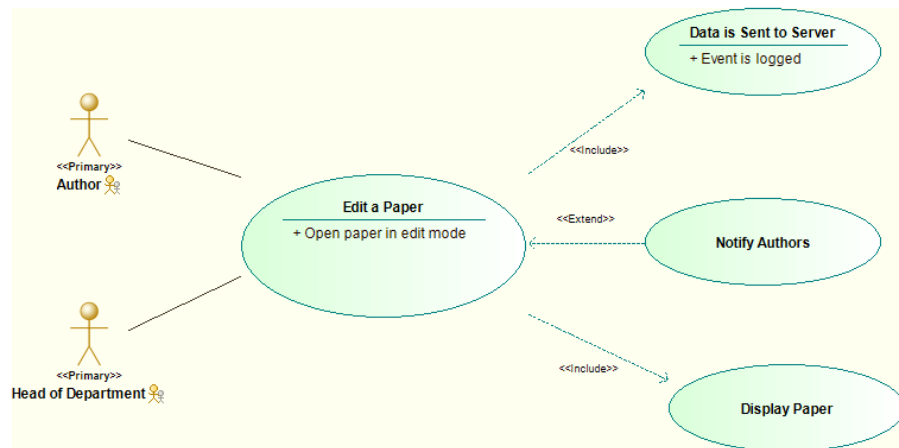 Data is Sent to Server
+ Event is logged
<<Include>>
<<Primary>>
Author
Edit a Paper
+ Open paper in edit mode
<<Extend>>
Notify Authors
<<Primary>>
Head of Department
<<Include>>
Display Paper